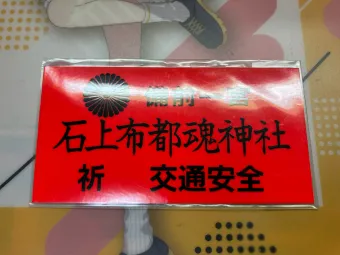 備前一宮
石上布都魂神社
祈 交通安全